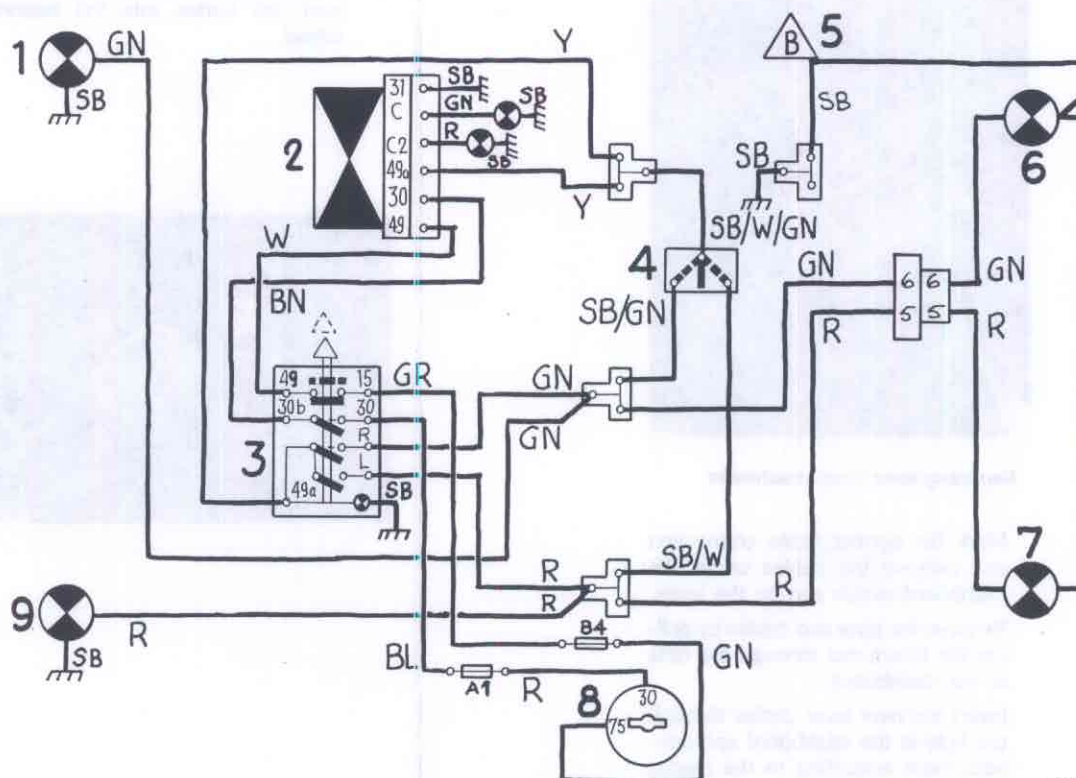 1 GN
SB
Y
B 5
SB
2
31 SB
C GN SB
C2 R
SB
49a
30
49
Y
SB
6
SB/W/GN
W
BN
4
GN
6 6 GN
5 5
R
R
SB/GN
49 15 GR
30b 30
R
L
49a SB
3
GN
GN
SB/W
R
R
R
7
9 R
SB
B4
BL A1 R
GN
8 30
75